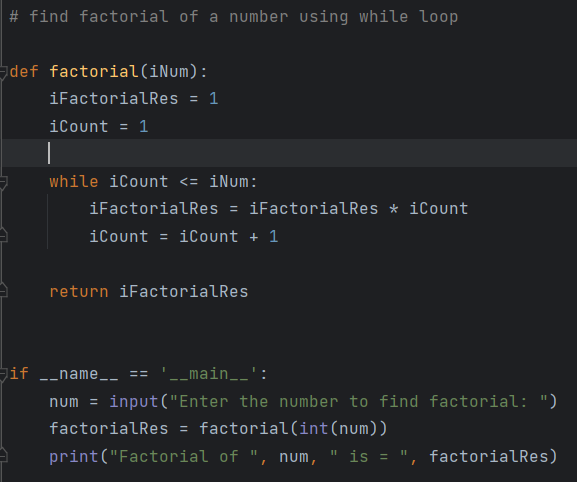 # find factorial of a number using while loop
def factorial(iNum):
    iFactorialRes = 1
    iCount = 1
    while iCount <= iNum:
        iFactorialRes = iFactorialRes * iCount
        iCount = iCount + 1
    return iFactorialRes
if __name__ == '__main__':
    num = input("Enter the number to find factorial: ")
    factorialRes = factorial(int(num))
    print("Factorial of ", num, " is = ", factorialRes)